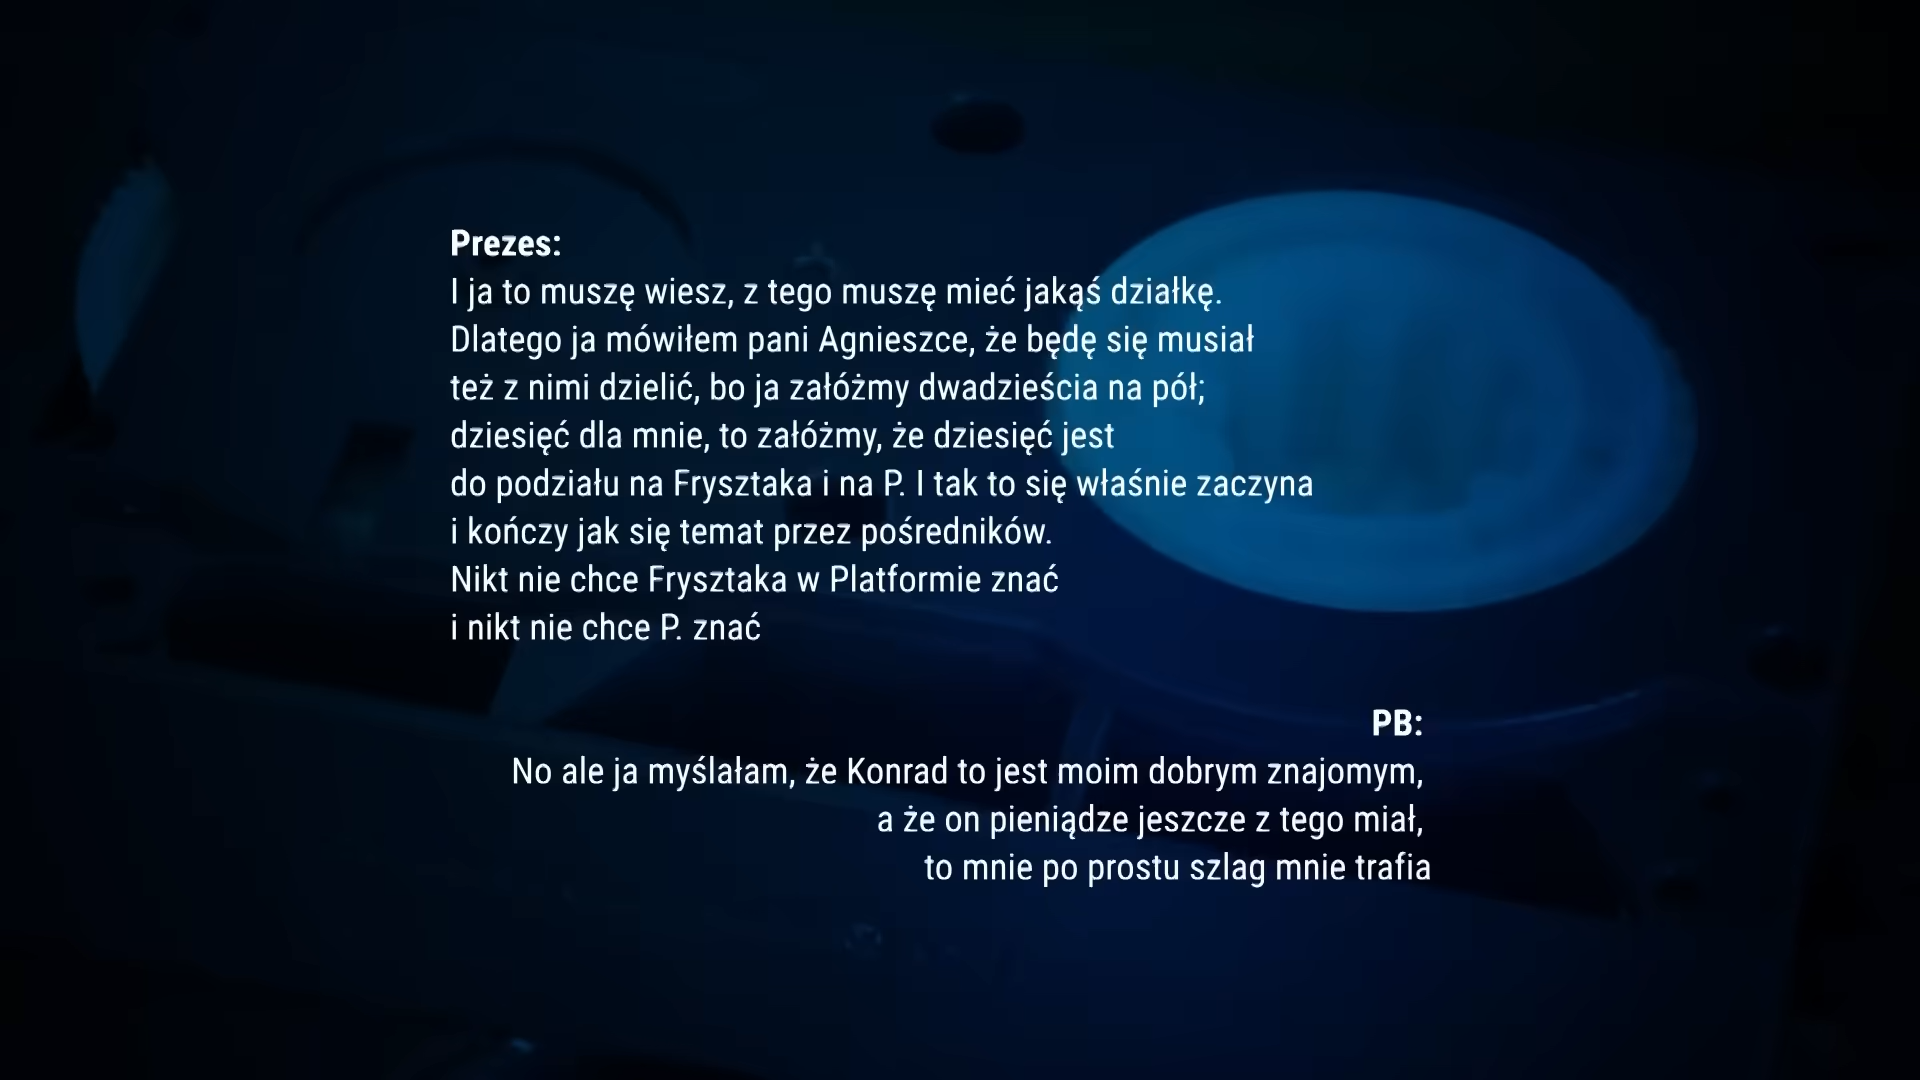 Prezes:
I ja to muszę wiesz, z tego muszę mieć jakąś działkę.
Dlatego ja mówiłem pani Agnieszce, że będę się musiał
też z nimi dzielić, bo ja załóżmy dwadzieścia na pół;
dziesięć dla mnie, to załóżmy, że dziesięć jest
do podziału na Frysztaka i na P. I tak to się właśnie zaczyna
i kończy jak się temat przez pośredników.
Nikt nie chce Frysztaka w Platformie znać
i nikt nie chce P. znać
PB:
No ale ja myślałam, że Konrad to jest moim dobrym znajomym,
a że on pieniądze jeszcze z tego miał,
to mnie po prostu szlag mnie trafia